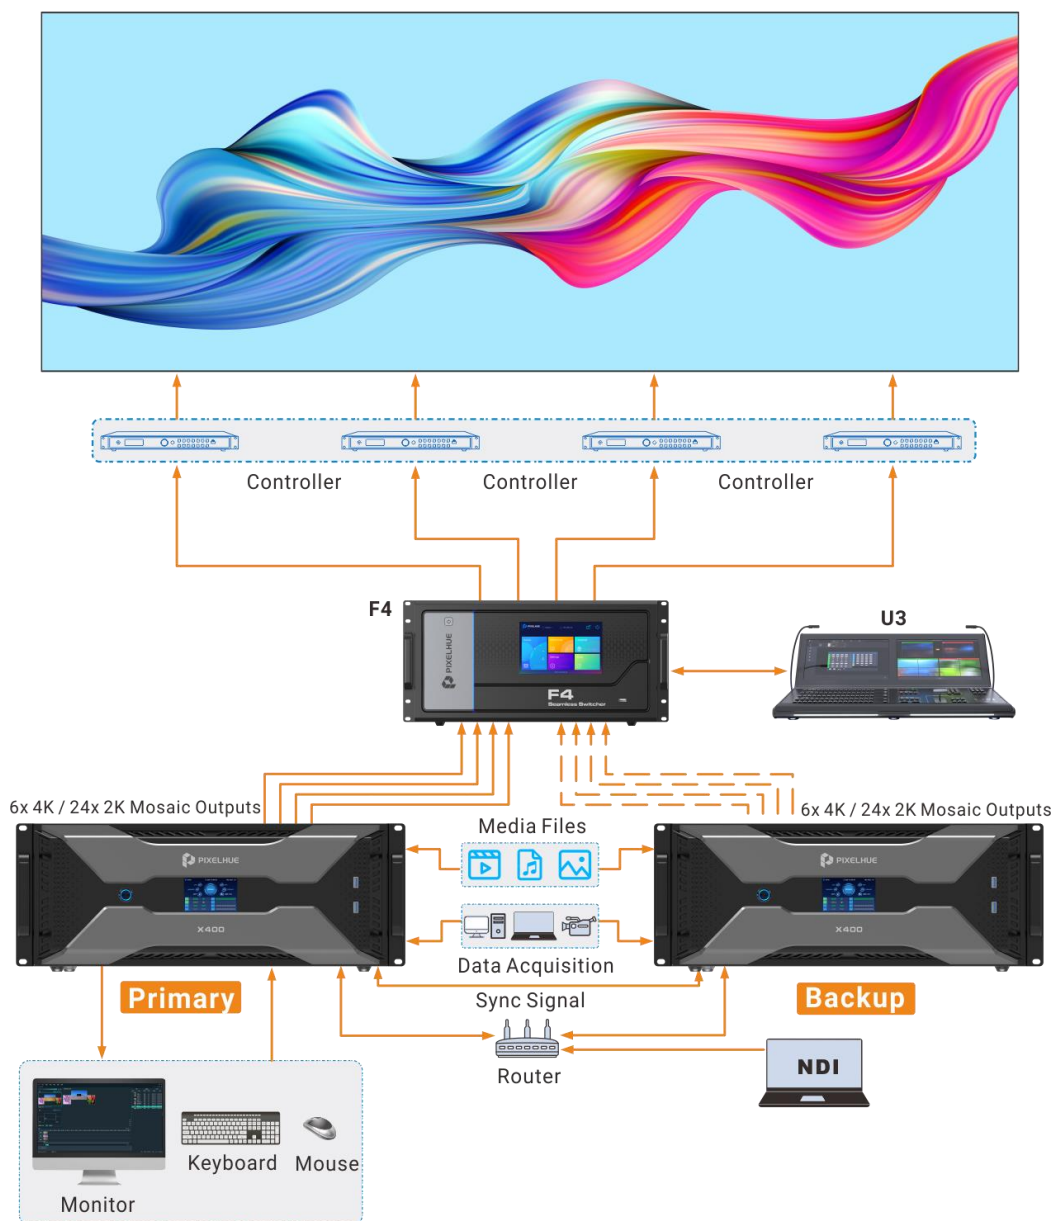 Controller
Controller
Controller
F4
PIXELHUE
F4
Seamless Switcher
U3
6x 4K / 24x 2K Mosaic Outputs
6x 4K / 24x 2K Mosaic Outputs
PIXELHUE
X400
Media Files
PIXELHUE
X400
Data Acquisition
Primary
Sync Signal
Backup
Router
NDI
Keyboard
Mouse
Monitor